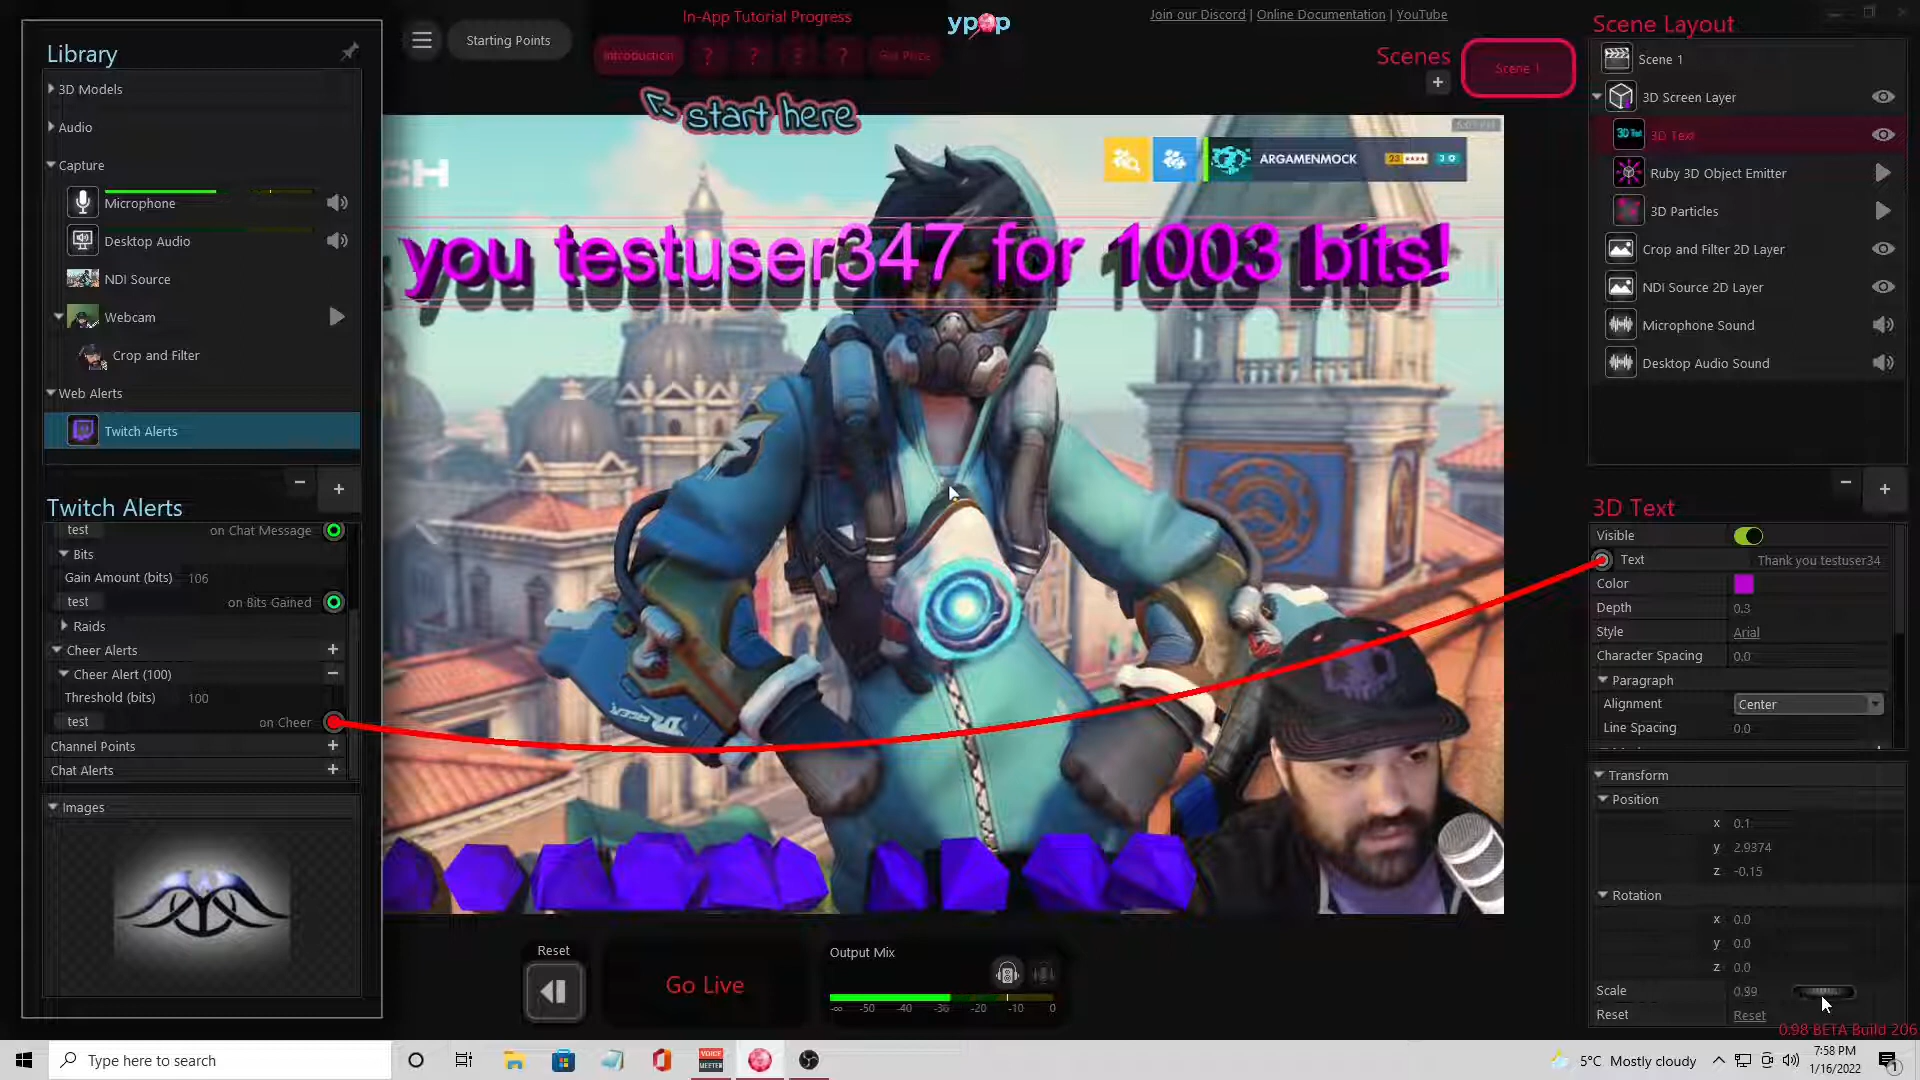 Library
3D Models
Audio
Capture
Microphone
Desktop Audio
NDI Source
Webcam
Crop and Filter
Web Alerts
Twitch Alerts
Twitch Alerts
test on Chat Message
Bits
Gain Amount (bits) 106
test on Bits Gained
Raids
Cheer Alerts
Cheer Alert (100)
Threshold (bits) 100
test on Cheer
Channel Points
Chat Alerts
Images
Starting Points
In-App Tutorial Progress
Introduction ? ? ? ? Get Prize
start here
ypop
Join our Discord | Online Documentation | YouTube
Scenes
Scene 1
CH
ARGAMENMOCK
you testuser347 for 1003 bits!
Reset
Go Live
Output Mix
-∞ -50 -40 -30 -20 -10 0
Scene Layout
Scene 1
3D Screen Layer
3D Text 3D Text
Ruby 3D Object Emitter
3D Particles
Crop and Filter 2D Layer
NDI Source 2D Layer
Microphone Sound
Desktop Audio Sound
3D Text
Visible
Text Thank you testuser34
Color
Depth 0.3
Style Arial
Character Spacing 0.0
Paragraph
Alignment Center
Line Spacing 0.0
Transform
Position
x 0.1
y 2.9374
z -0.15
Rotation
x 0.0
y 0.0
z 0.0
Scale 0.99
Reset Reset
0.98 BETA Build 206
Type here to search
VOICE
MEETER
5°C Mostly cloudy
7:58 PM
1/16/2022
1